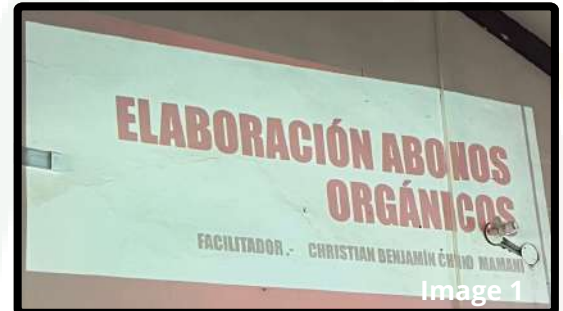 ELABORACIÓN ABONOS
ORGÁNICOS
FACILITADOR.- CHRISTIAN BENJAMÍN MAMANI
Image 1